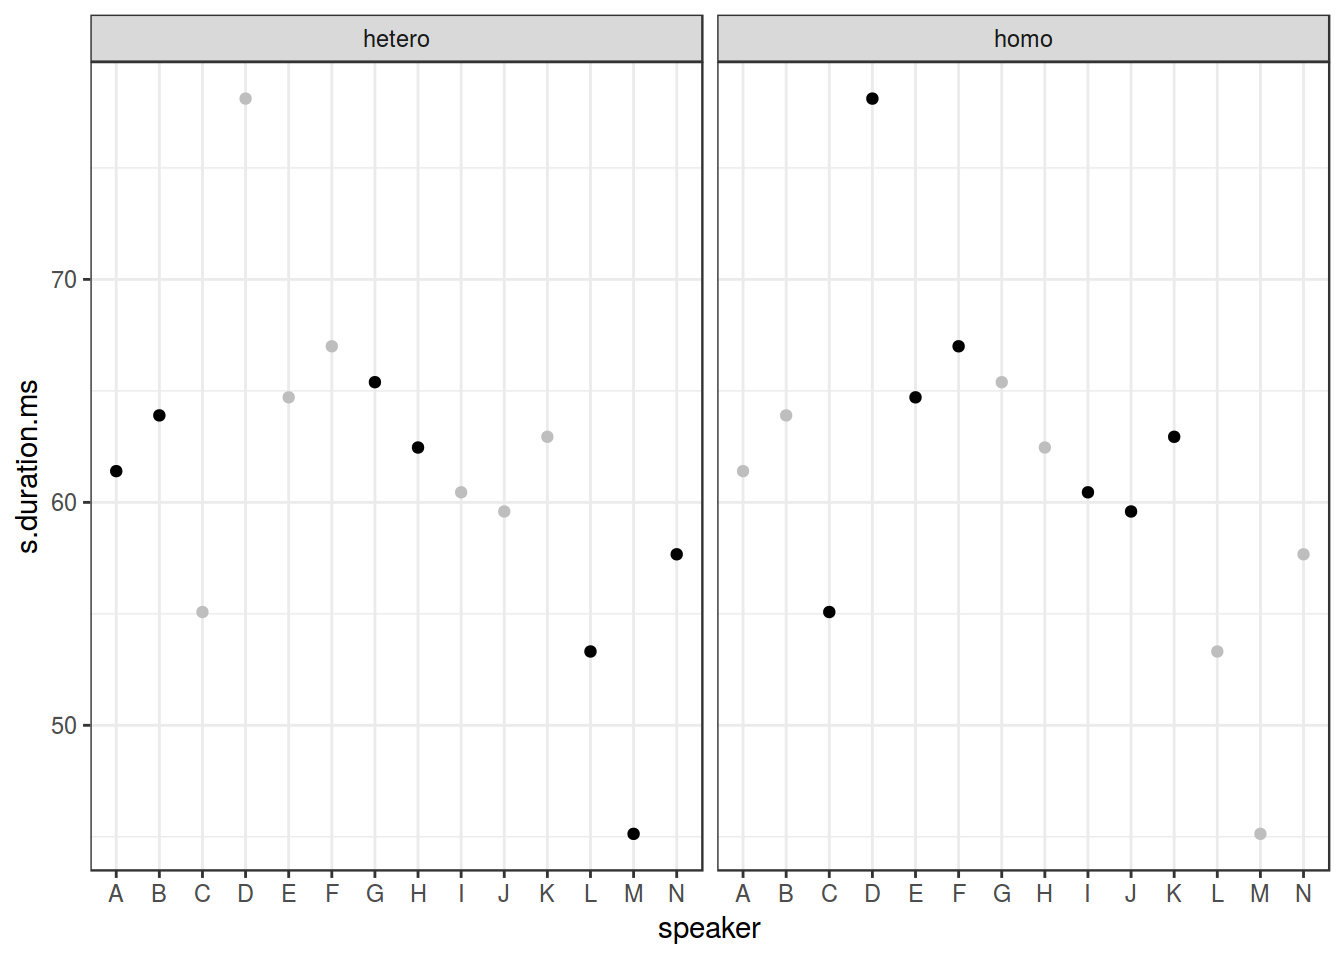 hetero homo
70
60
50
s.duration.ms
A B C D E F G H I J K L M N A B C D E F G H I J K L M N
speaker